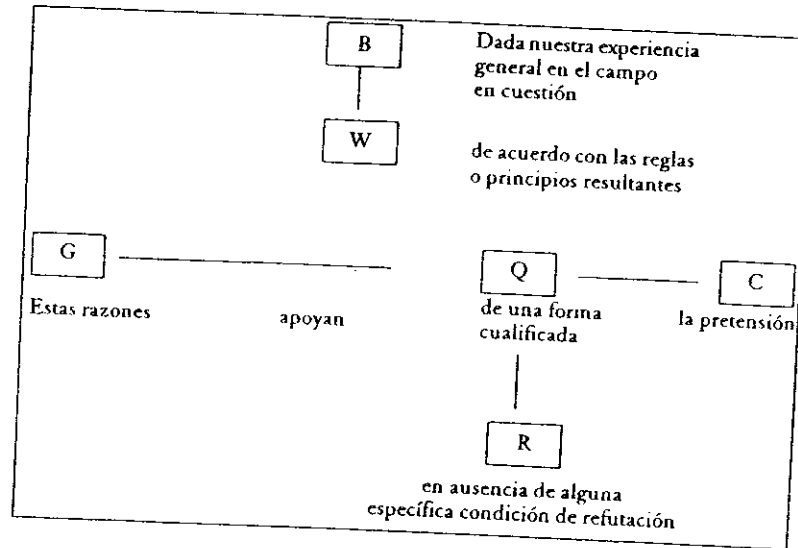 B
Dada nuestra experiencia
general en el campo
en cuestión
W
de acuerdo con las reglas
o principios resultantes
G
Q
C
Estas razones
apoyan
de una forma
cualificada
la pretensión
R
en ausencia de alguna
específica condición de refutación